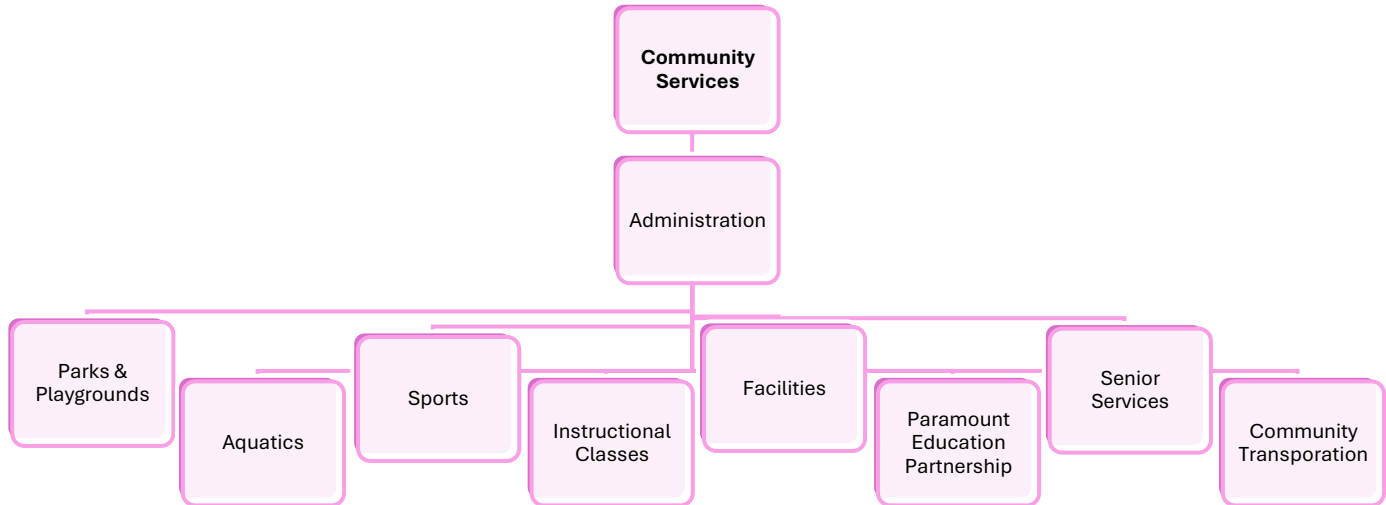 Community
Services
Administration
Parks &
Playgrounds
Aquatics
Sports
Instructional
Classes
Facilities
Paramount
Education
Partnership
Senior
Services
Community
Transporation